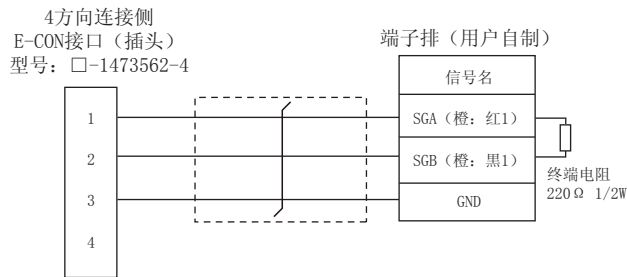 4方向连接侧
E-CON接口（插头）
型号：□-1473562-4
端子排（用户自制）
信号名
1
SGA（橙：红1）
2
SGB（橙：黑1）
终端电阻
220Ω 1/2W
3
GND
4